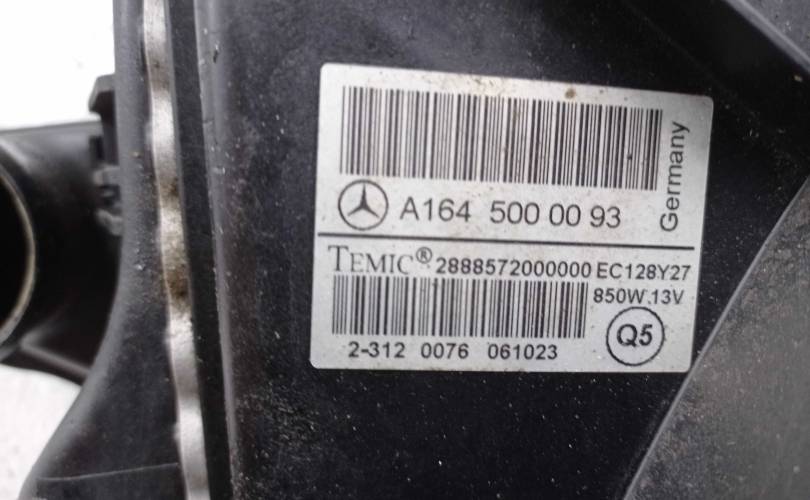 A164 500 00 93
Germany
TEMIC® 2888572000000 EC128Y27
850W.13V
2-312 0076 061023
Q5